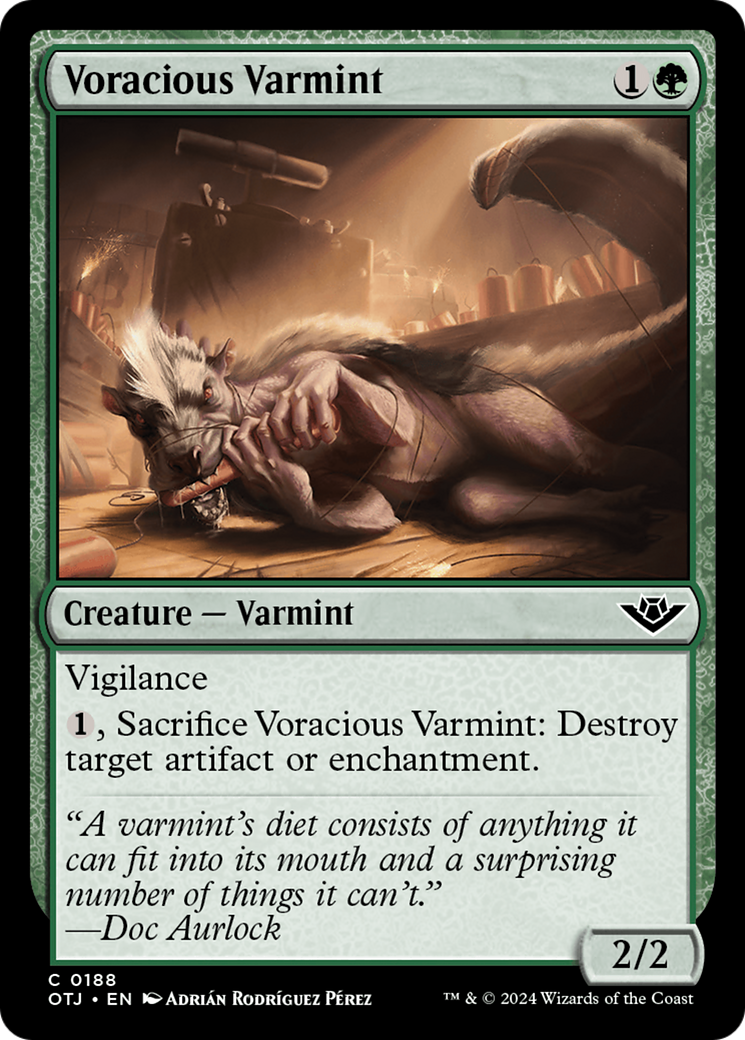 Voracious Varmint 1
Creature — Varmint
Vigilance
1, Sacrifice Voracious Varmint: Destroy
target artifact or enchantment.
“A varmint’s diet consists of anything it
can fit into its mouth and a surprising
number of things it can’t.”
—Doc Aurlock
2/2
C 0188
OTJ • EN Adrián Rodríguez Pérez
™ & © 2024 Wizards of the Coast